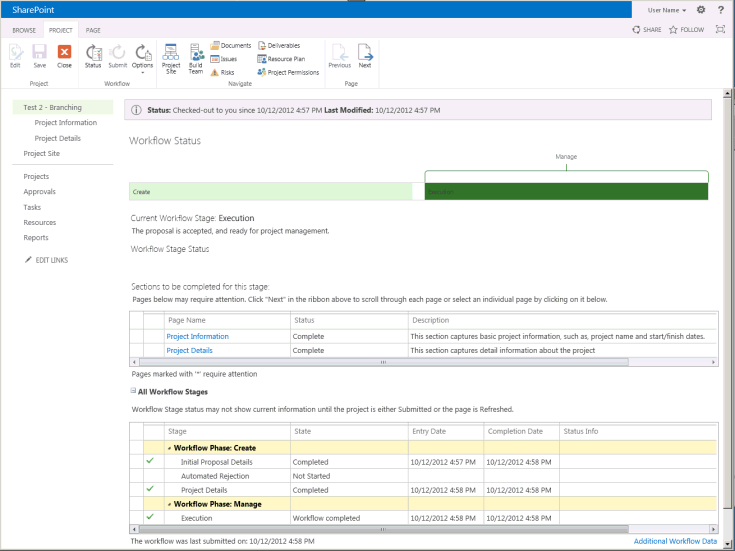 SharePoint
User Name
?
BROWSE PROJECT PAGE
SHARE FOLLOW
Edit Save Close Status Submit Options Project Site Build Team Documents Issues Risks Deliverables Resource Plan Project Permissions Previous Next
Project Workflow Navigate Page
Test 2 - Branching
Project Information
Project Details
Project Site
Projects
Approvals
Tasks
Resources
Reports
EDIT LINKS
Status: Checked-out to you since 10/12/2012 4:57 PM Last Modified: 10/12/2012 4:57 PM
Workflow Status
Manage
Create Execution
Current Workflow Stage: Execution
The proposal is accepted, and ready for project management.
Workflow Stage Status
Sections to be completed for this stage:
Pages below may require attention. Click "Next" in the ribbon above to scroll through each page or select an individual page by clicking on it below.
Page Name Status Description
Project Information Complete This section captures basic project information, such as, project name and start/finish dates.
Project Details Complete This section captures detail information about the project
Pages marked with '*' require attention
All Workflow Stages
Workflow Stage status may not show current information until the project is either Submitted or the page is Refreshed.
Stage State Entry Date Completion Date Status Info
Workflow Phase: Create
Initial Proposal Details Completed 10/12/2012 4:57 PM 10/12/2012 4:58 PM
Automated Rejection Not Started
Project Details Completed 10/12/2012 4:58 PM 10/12/2012 4:58 PM
Workflow Phase: Manage
Execution Workflow completed 10/12/2012 4:58 PM 10/12/2012 4:58 PM
The workflow was last submitted on: 10/12/2012 4:58 PM
Additional Workflow Data